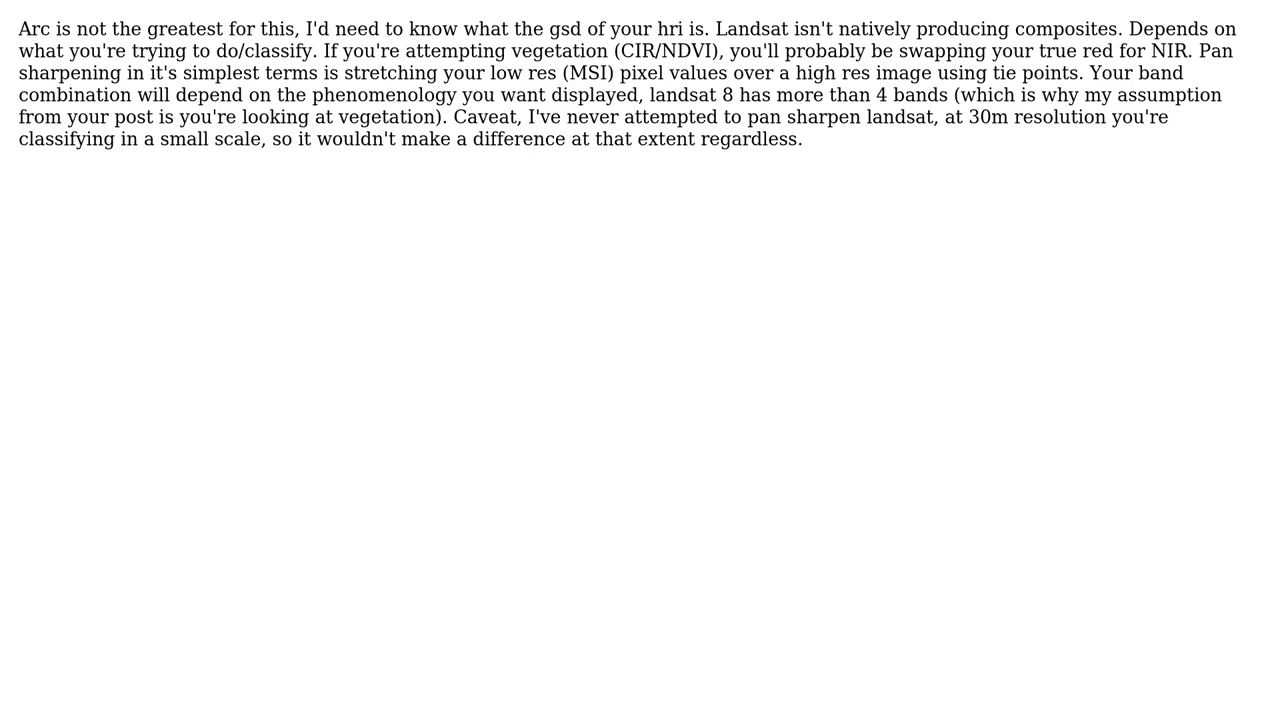 Arc is not the greatest for this, I'd need to know what the gsd of your hri is. Landsat isn't natively producing composites. Depends on
what you're trying to do/classify. If you're attempting vegetation (CIR/NDVI), you'll probably be swapping your true red for NIR. Pan
sharpening in it's simplest terms is stretching your low res (MSI) pixel values over a high res image using tie points. Your band
combination will depend on the phenomenology you want displayed, landsat 8 has more than 4 bands (which is why my assumption
from your post is you're looking at vegetation). Caveat, I've never attempted to pan sharpen landsat, at 30m resolution you're
classifying in a small scale, so it wouldn't make a difference at that extent regardless.